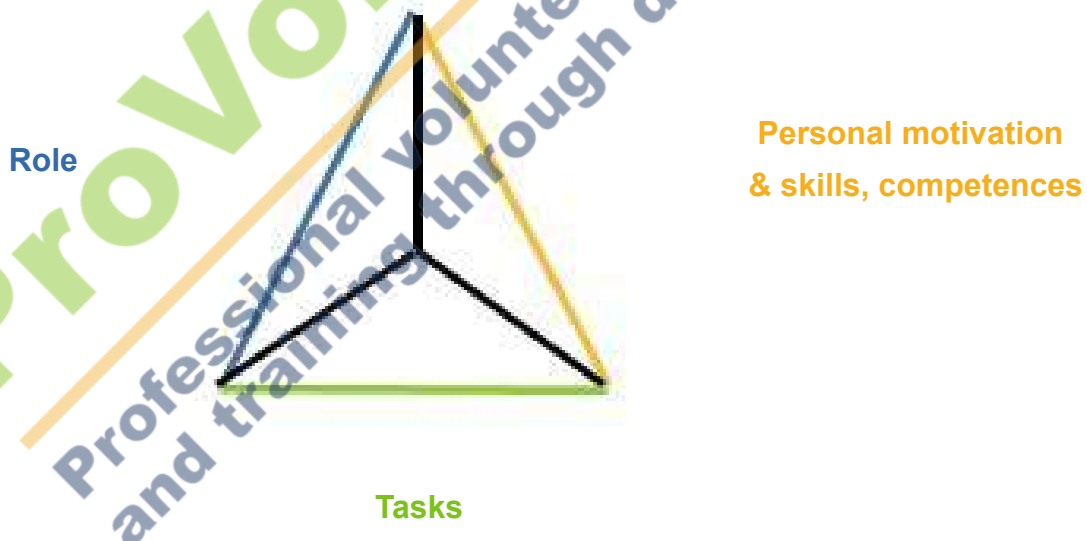 ProVo
Professional volunte
and training through d
Role
Personal motivation
& skills, competences
Tasks